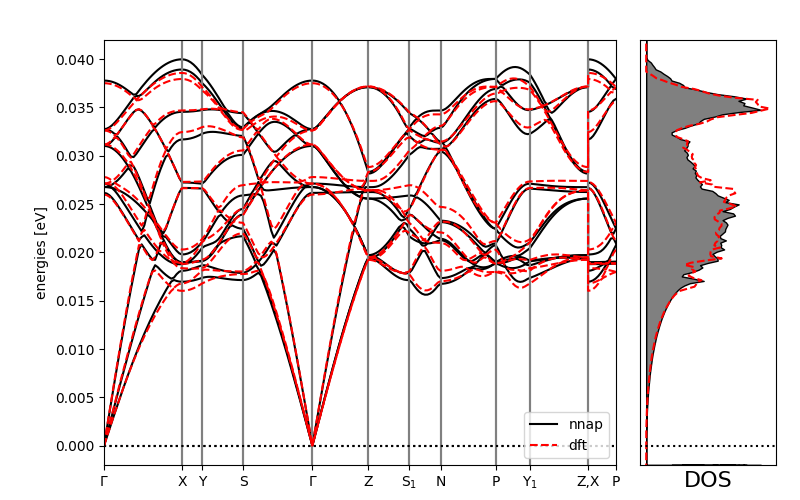 energies [eV]
0.040
0.035
0.030
0.025
0.020
0.015
0.010
0.005
0.000
nnap
dft
Γ X Y S Γ Z S₁ N P Y₁ Z,X P
DOS